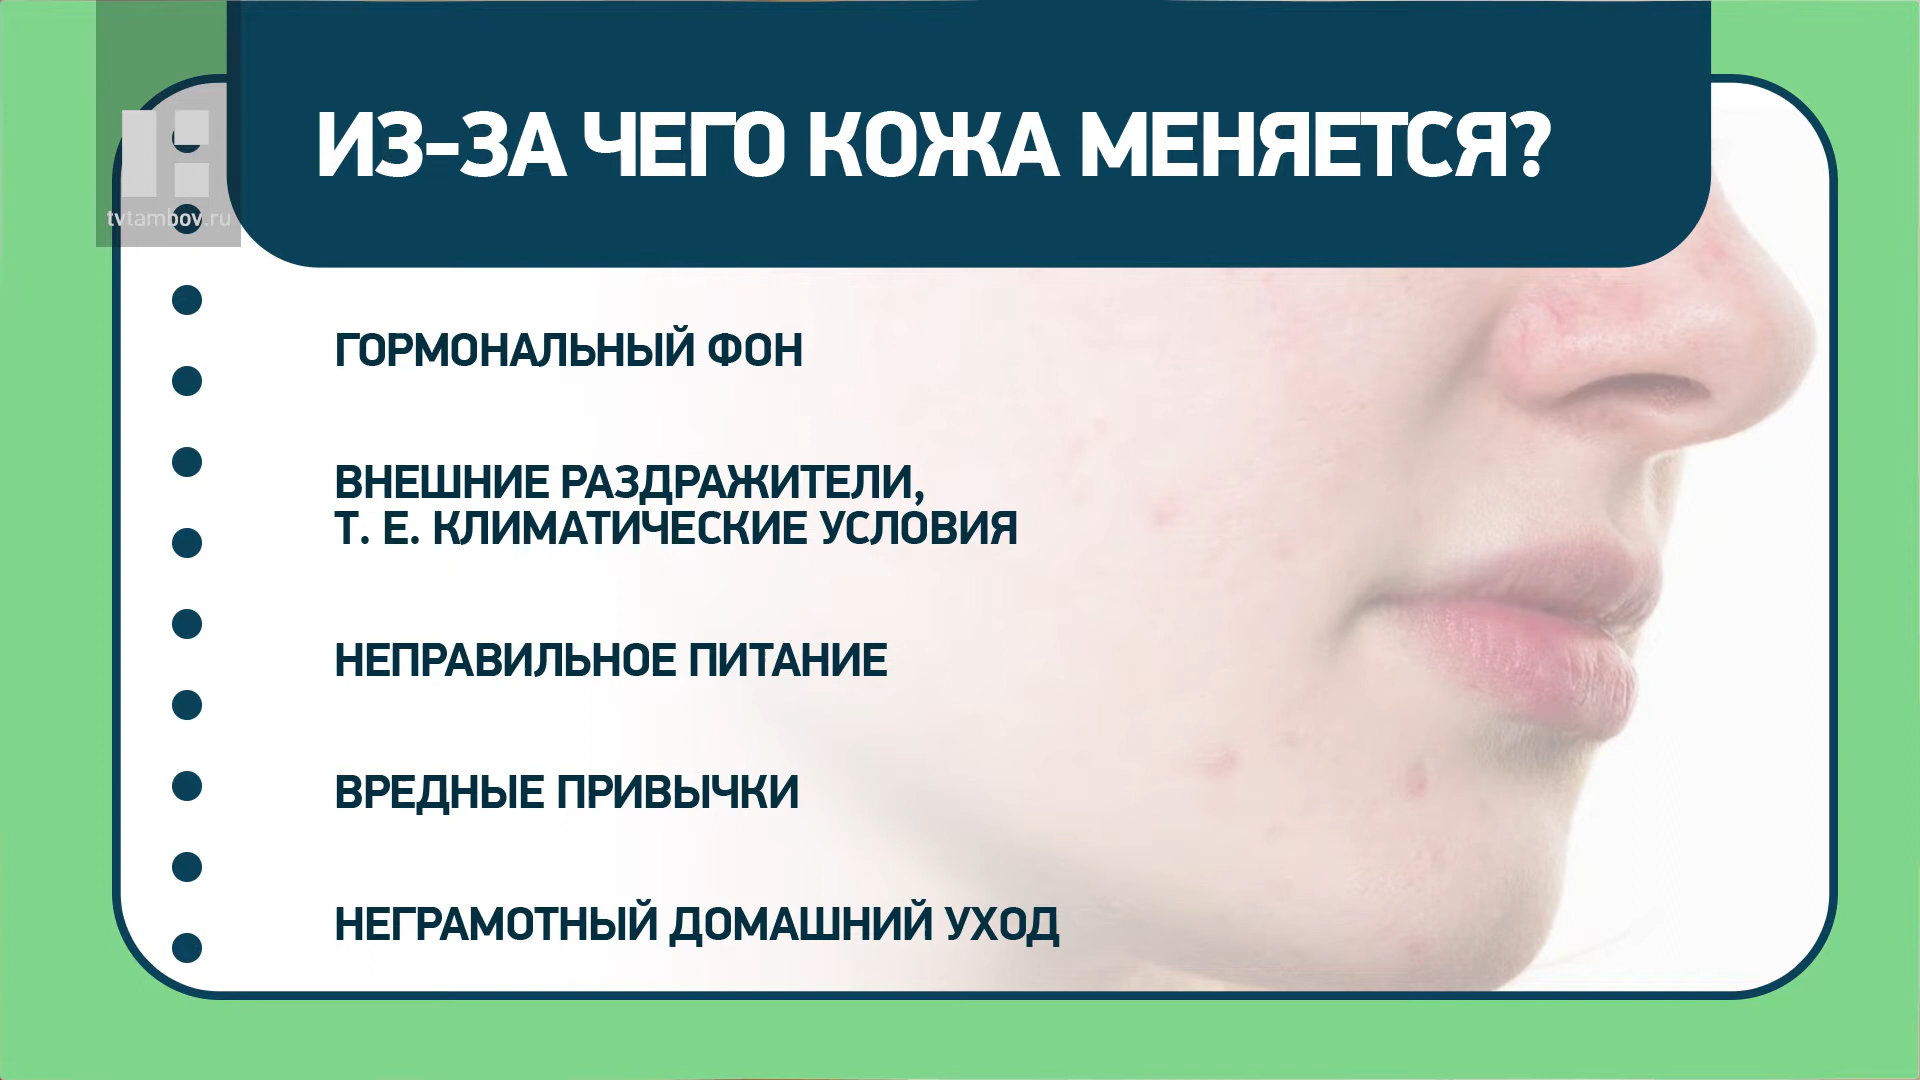 ИЗ-ЗА ЧЕГО КОЖА МЕНЯЕТСЯ?
tvtambov.ru
ГОРМОНАЛЬНЫЙ ФОН
ВНЕШНИЕ РАЗДРАЖИТЕЛИ,
Т. Е. КЛИМАТИЧЕСКИЕ УСЛОВИЯ
НЕПРАВИЛЬНОЕ ПИТАНИЕ
ВРЕДНЫЕ ПРИВЫЧКИ
НЕГРАМОТНЫЙ ДОМАШНИЙ УХОД